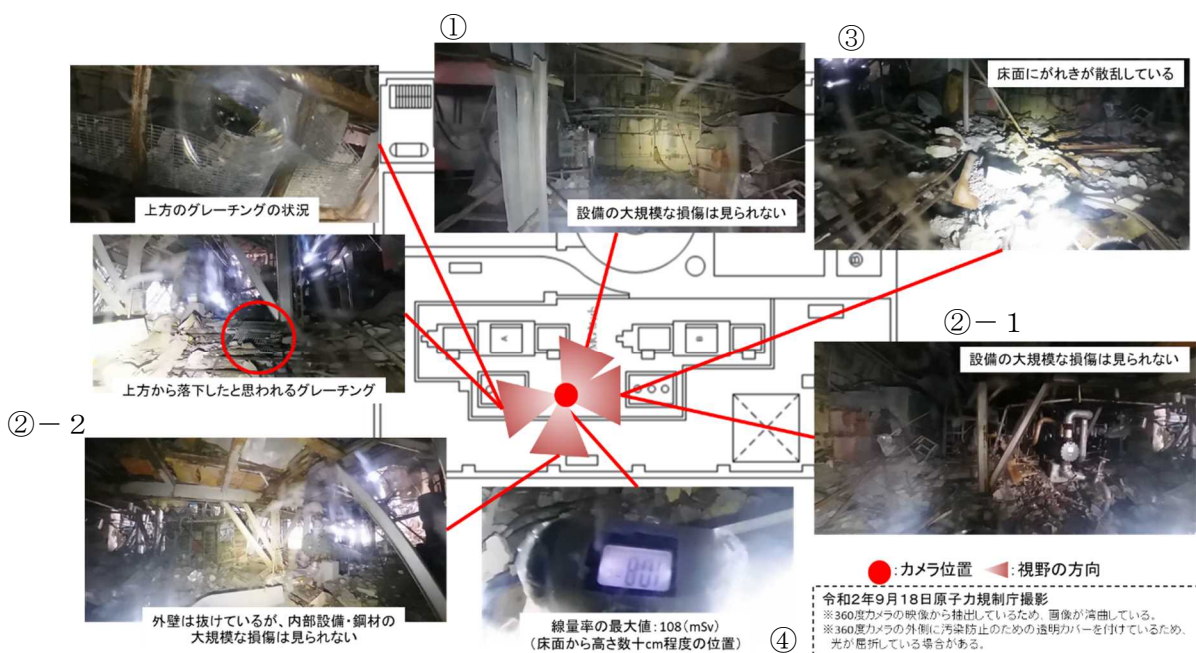 ①
③
床面にがれきが散乱している
上方のグレーチングの状況
設備の大規模な損傷は見られない
②－1
設備の大規模な損傷は見られない
上方から落下したと思われるグレーチング
②－2
A
B
外壁は抜けているが、内部設備・鋼材の
大規模な損傷は見られない
108
線量率の最大値：108(mSv)
(床面から高さ数十cm程度の位置)
④
：カメラ位置
：視野の方向
令和2年9月18日原子力規制庁撮影
※360度カメラの映像から抽出しているため、画像が湾曲している。
※360度カメラの外側に汚染防止のための透明カバーを付けているため、
光が屈折している場合がある。